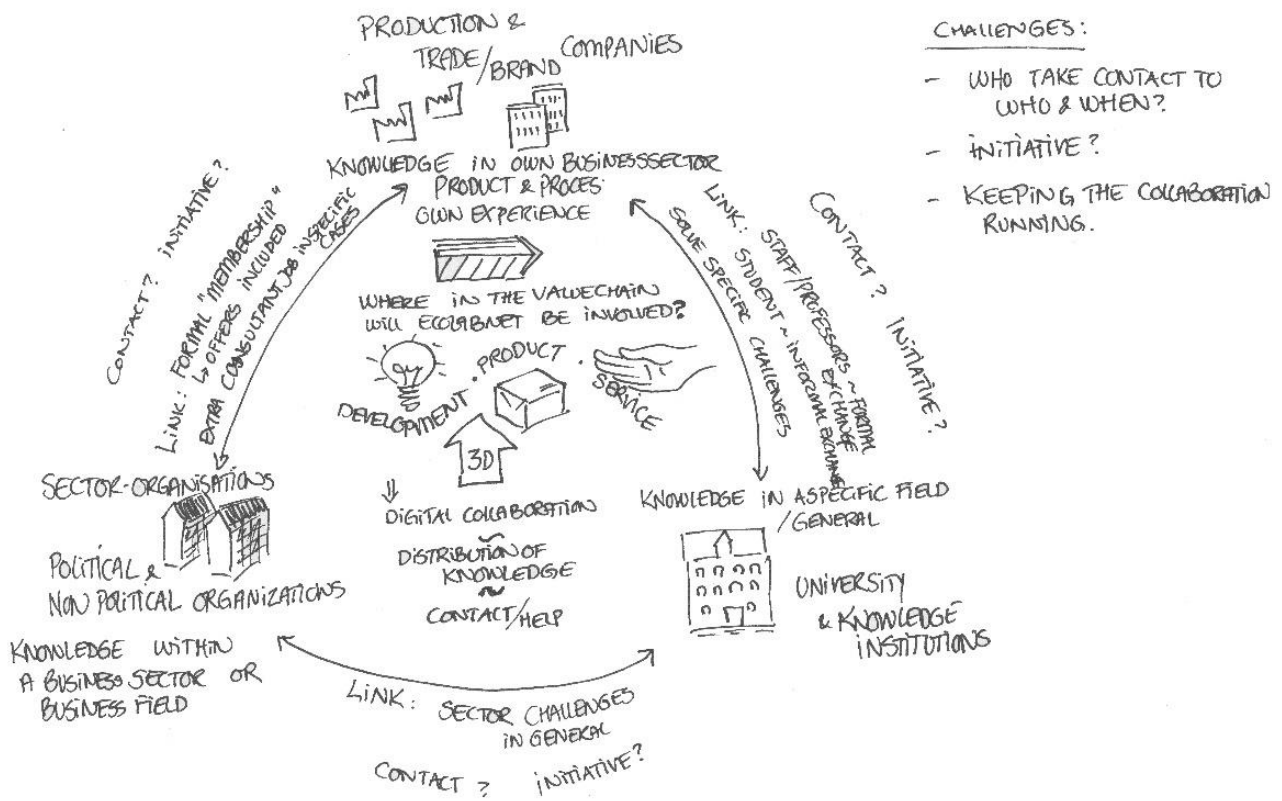 PRODUCTION &
TRADE/BRAND COMPANIES
KNOWLEDGE IN OWN BUSINESSSECTOR
PRODUCT & PROCES
OWN EXPERIENCE
WHERE IN THE VALUECHAIN
WILL ECOLABNET BE INVOLVED?
DEVELOPMENT · PRODUCT · SERVICE
3D
⇓
DIGITAL COLLABORATION
~
DISTRIBUTION OF
KNOWLEDGE
~
CONTACT/HELP
CONTACT? INITIATIVE?
LINK: FORMAL "MEMBERSHIP"
↳ OFFERS INCLUDED
EXTRA CONSULTANT JOB IN SPECIFIC
CASES
SECTOR-ORGANISATIONS
POLITICAL &
NON POLITICAL ORGANIZATIONS
KNOWLEDGE WITHIN
A BUSINESS SECTOR OR
BUSINESS FIELD
LINK: SECTOR CHALLENGES
IN GENERAL
CONTACT? INITIATIVE?
CONTACT? INITIATIVE?
LINK: STAFF/PROFESSORS ~ FORMAL
EXCHANGE
STUDENT ~ INFORMAL EXCHANGE
SOLVE SPECIFIC CHALLENGES
KNOWLEDGE IN A SPECIFIC FIELD
/GENERAL
UNIVERSITY
& KNOWLEDGE
INSTITUTIONS
CHALLENGES:
- WHO TAKE CONTACT TO
WHO & WHEN?
- INITIATIVE?
- KEEPING THE COLLABORATION
RUNNING.